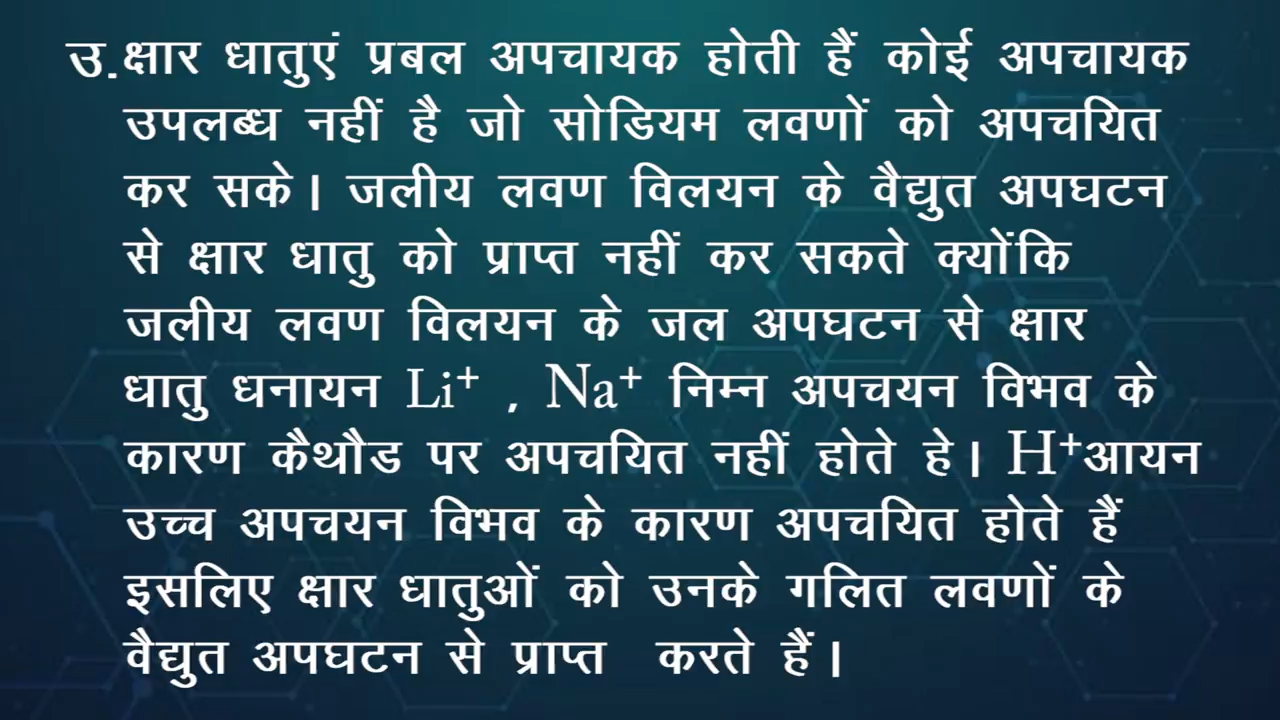 उ.क्षार धातुएं प्रबल अपचायक होती हैं कोई अपचायक
उपलब्ध नहीं है जो सोडियम लवणों को अपचयित
कर सके। जलीय लवण विलयन के वैद्युत अपघटन
से क्षार धातु को प्राप्त नहीं कर सकते क्योंकि
जलीय लवण विलयन के जल अपघटन से क्षार
धातु धनायन Li⁺ , Na⁺ निम्न अपचयन विभव के
कारण कैथौड पर अपचयित नहीं होते हे। H⁺आयन
उच्च अपचयन विभव के कारण अपचयित होते हैं
इसलिए क्षार धातुओं को उनके गलित लवणों के
वैद्युत अपघटन से प्राप्त करते हैं।